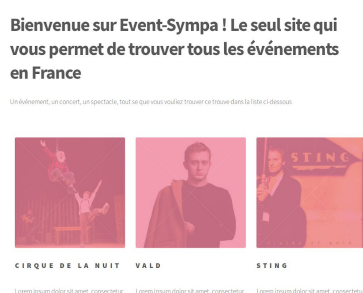 Bienvenue sur Event-Sympa ! Le seul site qui
vous permet de trouver tous les événements
en France
Un événement, un concert, un spectacle, tout se que vous vouliez trouver ce trouve dans la liste ci-dessous
STING
CIRQUE DE LA NUIT
VALD
STING
Lorem ipsum dolor sit amet, consectetur
Lorem ipsum dolor sit amet, consectetur
Lorem ipsum dolor sit amet, consectetur